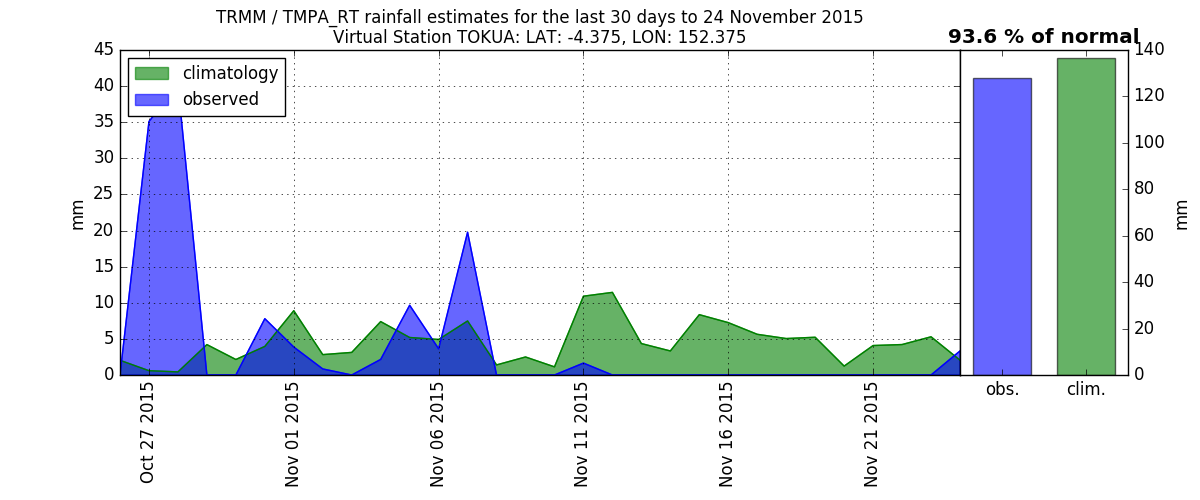 TRMM / TMPA_RT rainfall estimates for the last 30 days to 24 November 2015
Virtual Station TOKUA: LAT: -4.375, LON: 152.375
93.6 % of normal
climatology
observed
45
40
35
30
25
20
15
10
5
0
mm
Oct 27 2015
Nov 01 2015
Nov 06 2015
Nov 11 2015
Nov 16 2015
Nov 21 2015
140
120
100
80
60
40
20
0
mm
obs.
clim.